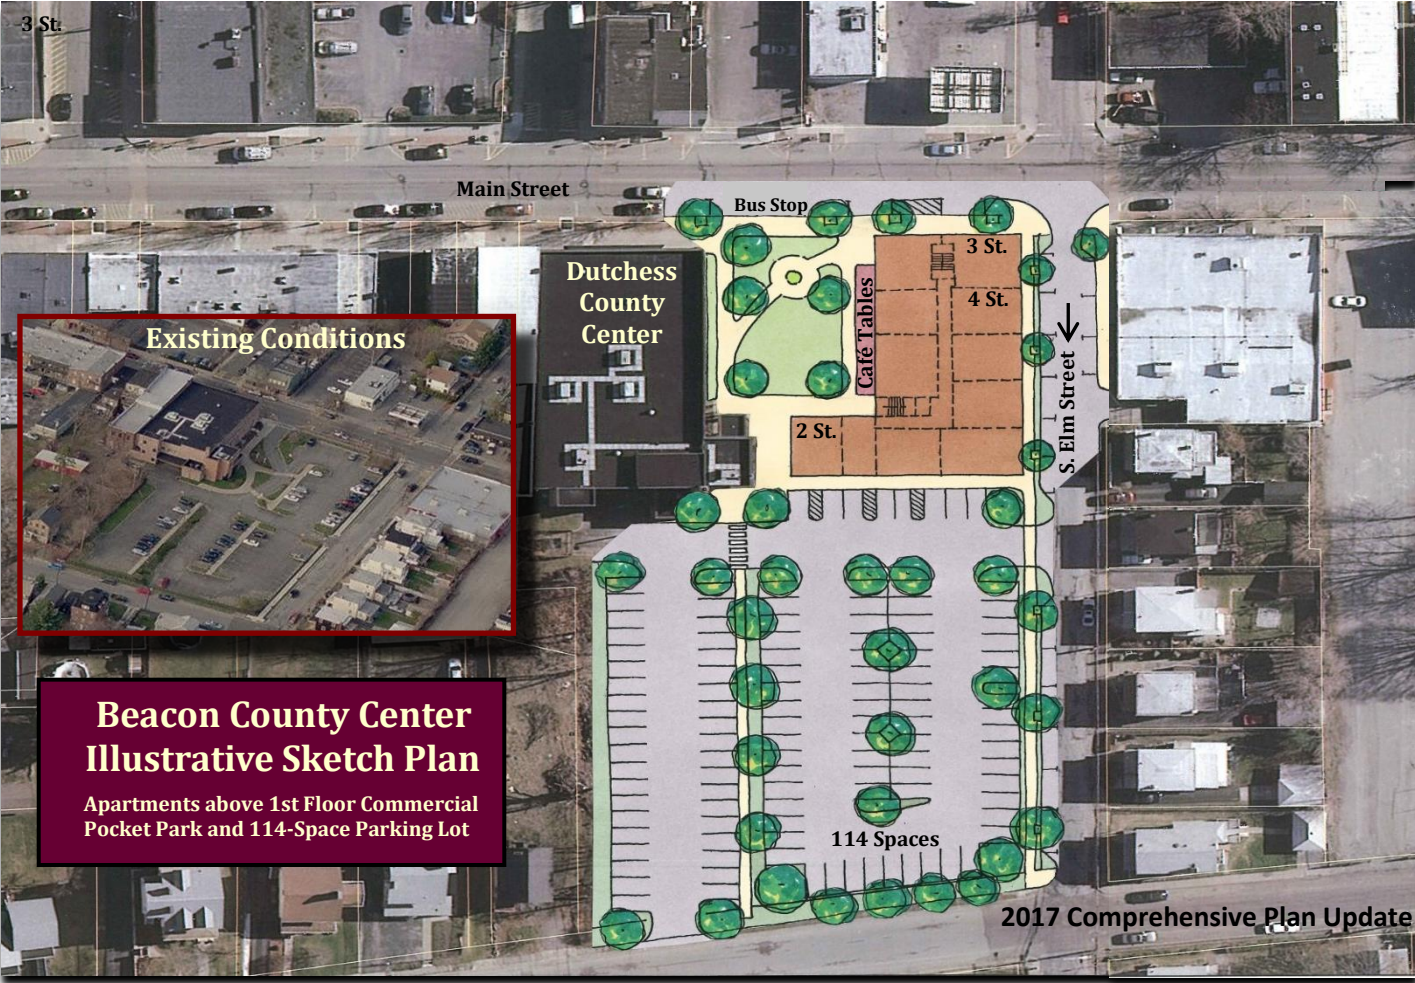 3 St.
Main Street
Bus Stop
3 St.
Dutchess
County
Center
4 St.
Café Tables
S. Elm Street
Existing Conditions
2 St.
Beacon County Center
Illustrative Sketch Plan
Apartments above 1st Floor Commercial
Pocket Park and 114-Space Parking Lot
114 Spaces
2017 Comprehensive Plan Update